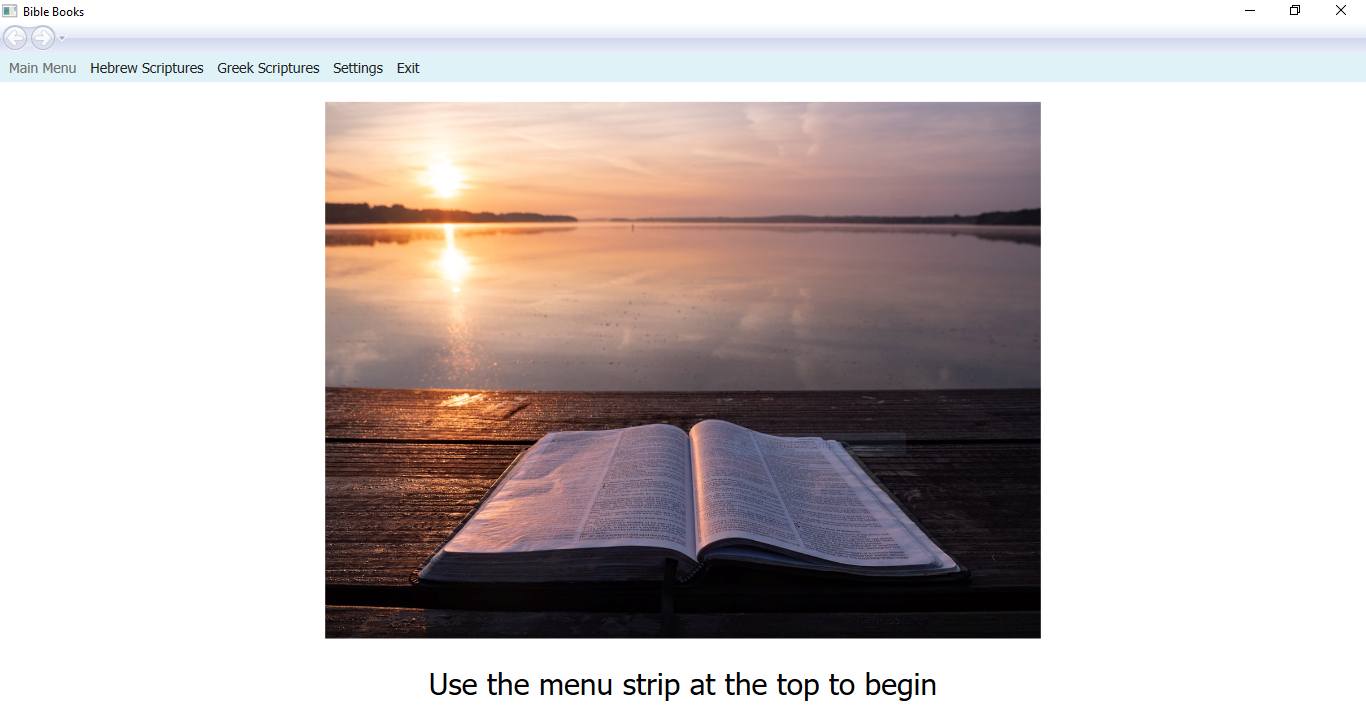 Bible Books
Main Menu Hebrew Scriptures Greek Scriptures Settings Exit
Use the menu strip at the top to begin